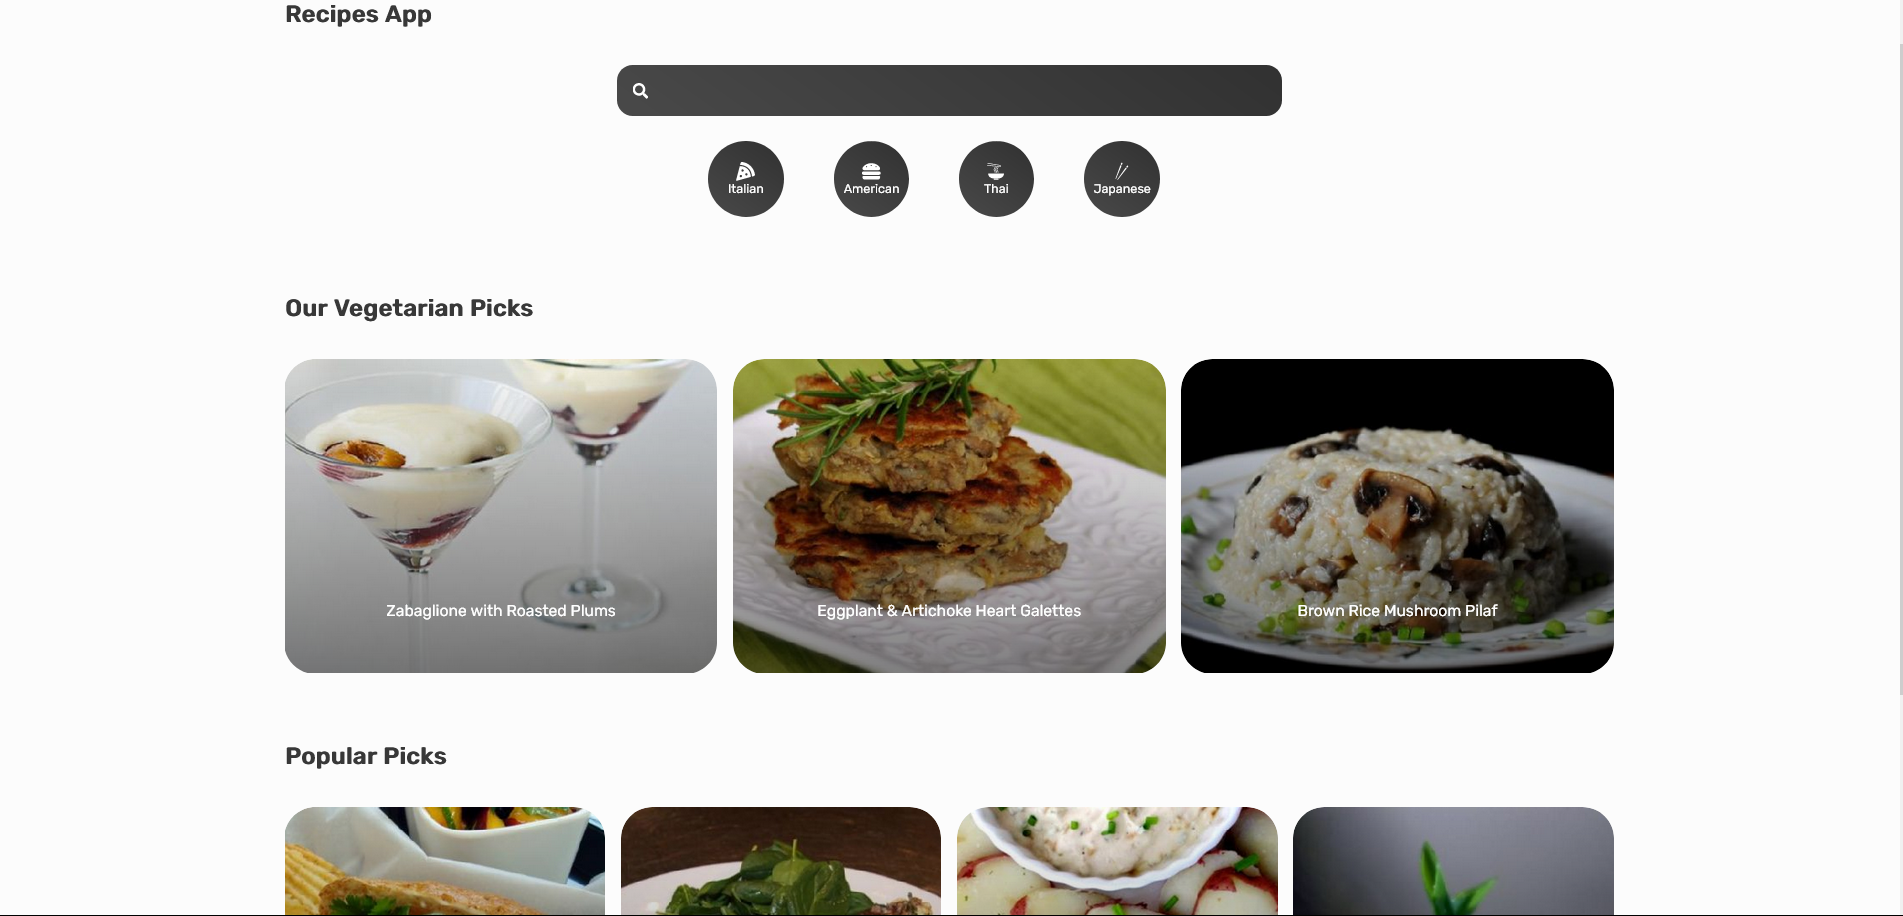 Recipes App
Italian
American
Thai
Japanese
Our Vegetarian Picks
Zabaglione with Roasted Plums
Eggplant & Artichoke Heart Galettes
Brown Rice Mushroom Pilaf
Popular Picks